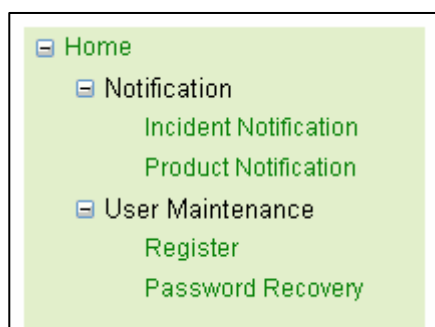 Home
Notification
Incident Notification
Product Notification
User Maintenance
Register
Password Recovery